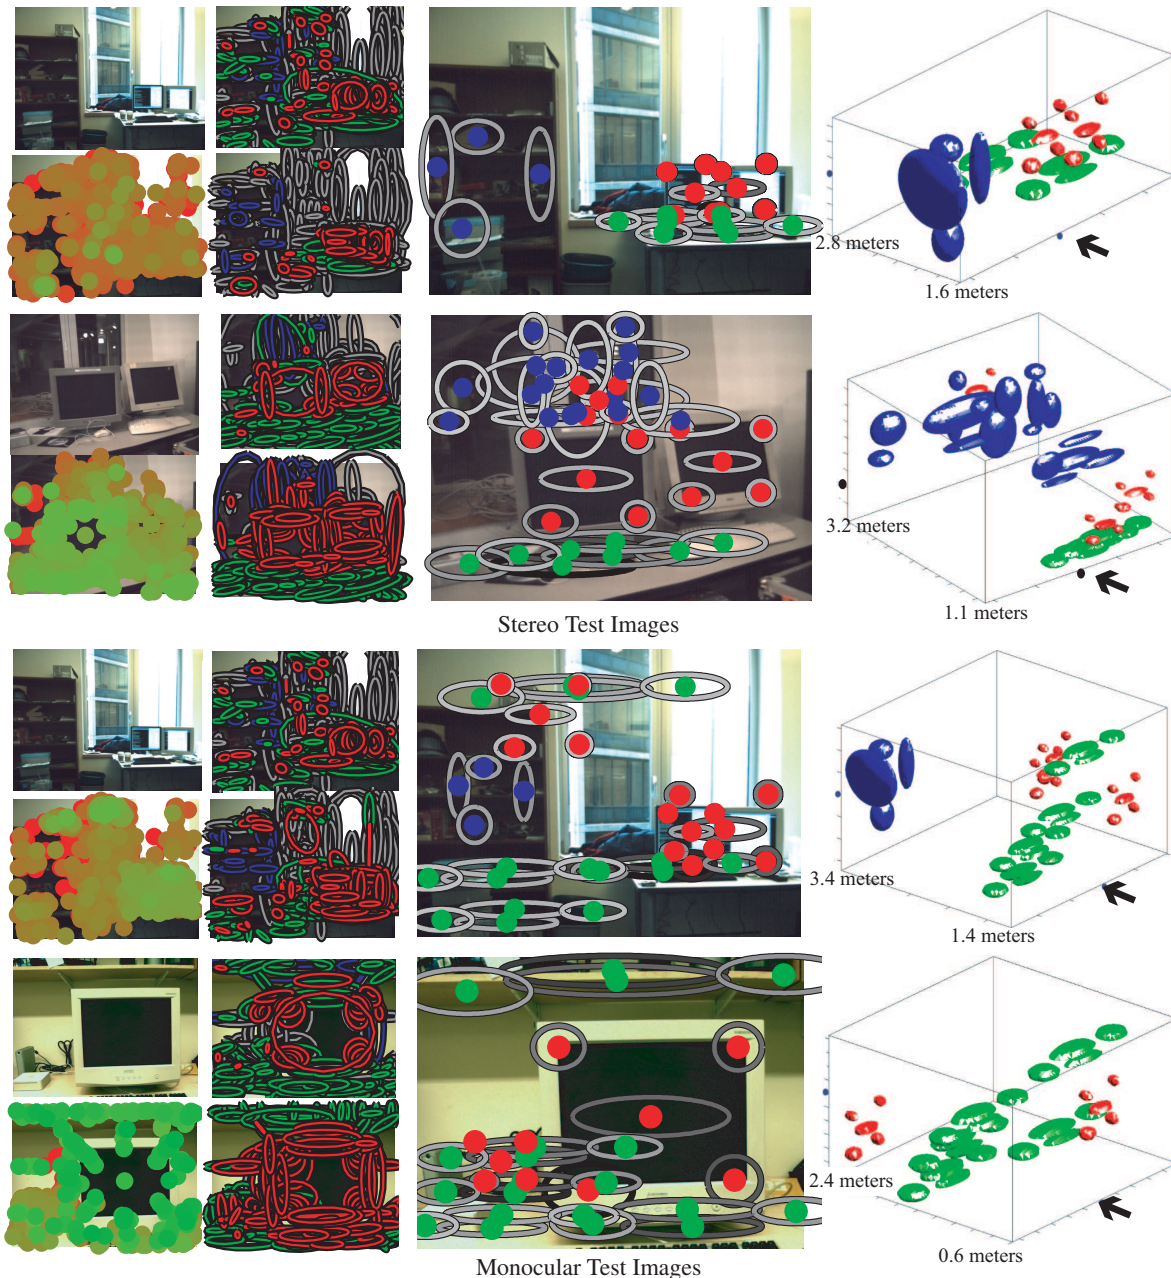 2.8 meters
1.6 meters
3.2 meters
1.1 meters
Stereo Test Images
3.4 meters
1.4 meters
2.4 meters
0.6 meters
Monocular Test Images